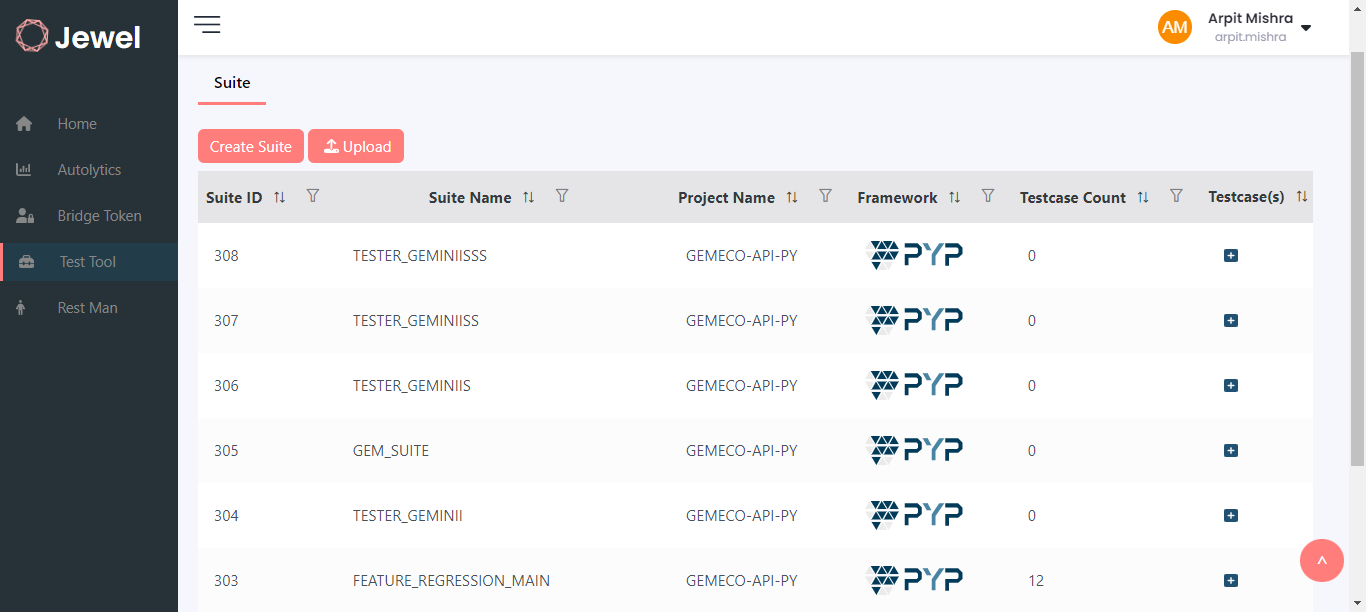 Jewel
Home
Autolytics
Bridge Token
Test Tool
Rest Man
AM
Arpit Mishra
arpit.mishra
Suite
Create Suite Upload
Suite ID Suite Name Project Name Framework Testcase Count Testcase(s)
308 TESTER_GEMINIISSS GEMECO-API-PY PYP 0
307 TESTER_GEMINIISS GEMECO-API-PY PYP 0
306 TESTER_GEMINIIS GEMECO-API-PY PYP 0
305 GEM_SUITE GEMECO-API-PY PYP 0
304 TESTER_GEMINII GEMECO-API-PY PYP 0
303 FEATURE_REGRESSION_MAIN GEMECO-API-PY PYP 12